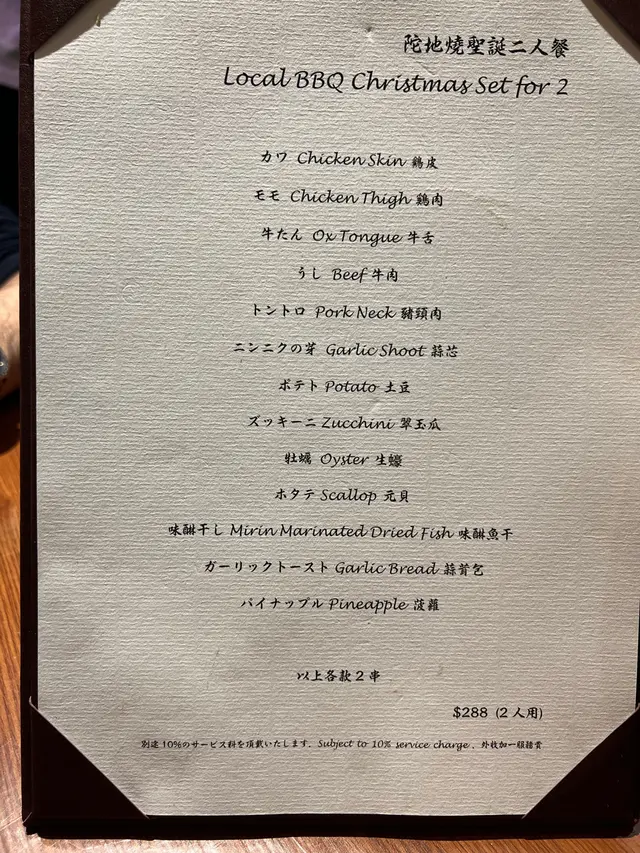 陀地燒聖誕二人餐
Local BBQ Christmas Set for 2
カワ Chicken Skin 鷄皮
モモ Chicken Thigh 鷄肉
牛たん Ox Tongue 牛舌
うし Beef 牛肉
トントロ Pork Neck 豬頸肉
ニンニクの芽 Garlic Shoot 蒜芯
ポテト Potato 土豆
ズッキーニ Zucchini 翠玉瓜
牡蠣 Oyster 生蠔
ホタテ Scallop 元貝
味醂干し Mirin Marinated Dried Fish 味醂魚干
ガーリックトースト Garlic Bread 蒜茸包
パイナップル Pineapple 菠蘿
以上各款2串
$288 (2人用)
別途10%のサービス料を頂戴いたします. Subject to 10% service charge. 外收加一服務費